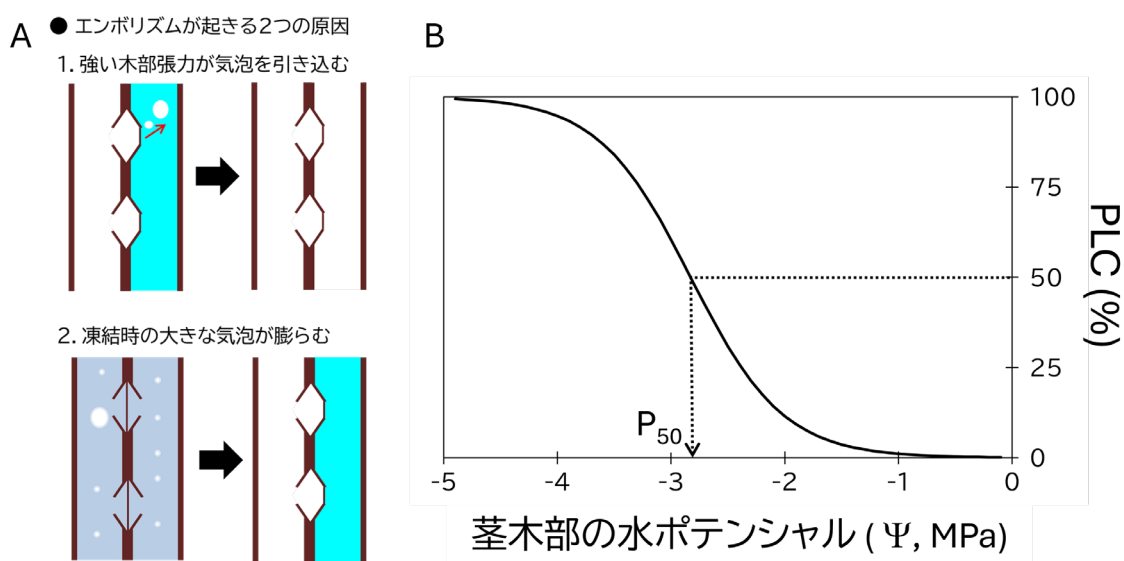 A
● エンボリズムが起きる2つの原因
1. 強い木部張力が気泡を引き込む
2. 凍結時の大きな気泡が膨らむ
B
100
75
50
25
0
PLC (%)
P50
-5 -4 -3 -2 -1 0
茎木部の水ポテンシャル ( Ψ, MPa)